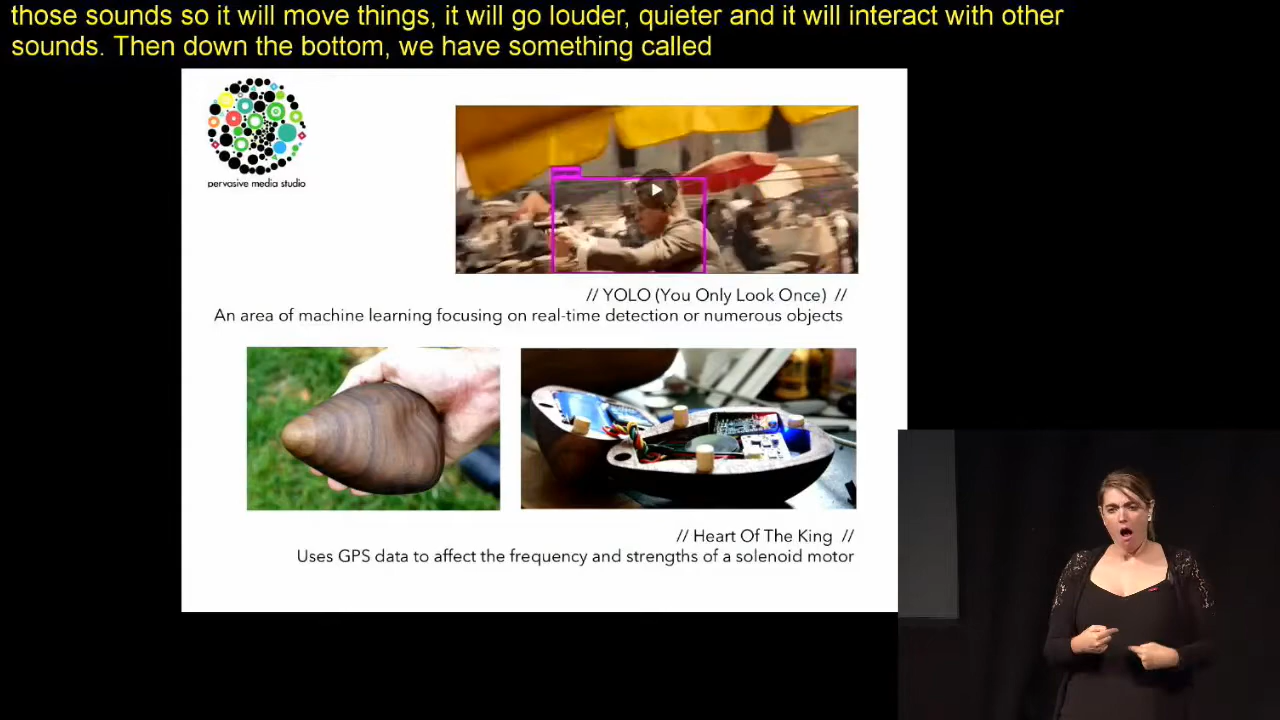 those sounds so it will move things, it will go louder, quieter and it will interact with other
sounds. Then down the bottom, we have something called
pervasive media studio
// YOLO (You Only Look Once) //
An area of machine learning focusing on real-time detection or numerous objects
// Heart Of The King //
Uses GPS data to affect the frequency and strengths of a solenoid motor